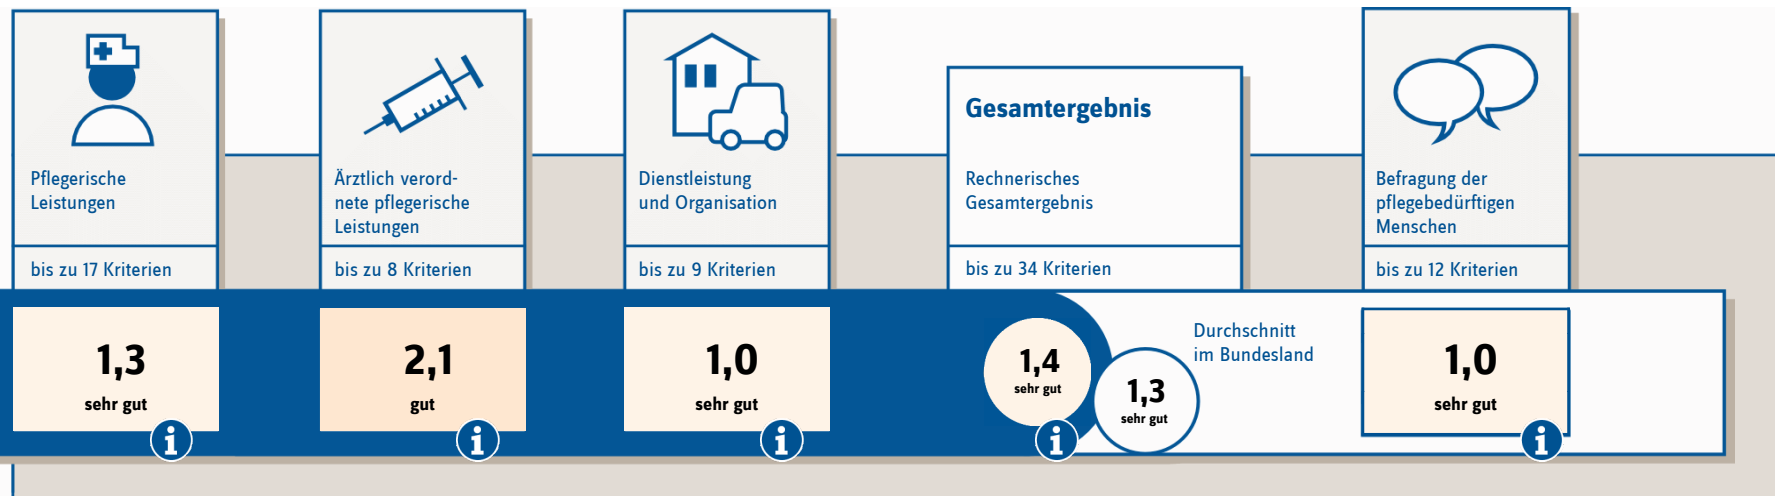 Pflegerische
Leistungen
bis zu 17 Kriterien
1,3
sehr gut
i
Ärztlich verord-
nete pflegerische
Leistungen
bis zu 8 Kriterien
2,1
gut
i
Dienstleistung
und Organisation
bis zu 9 Kriterien
1,0
sehr gut
i
Gesamtergebnis
Rechnerisches
Gesamtergebnis
bis zu 34 Kriterien
1,4
sehr gut
i
Durchschnitt
im Bundesland
1,3
sehr gut
Befragung der
pflegebedürftigen
Menschen
bis zu 12 Kriterien
1,0
sehr gut
i